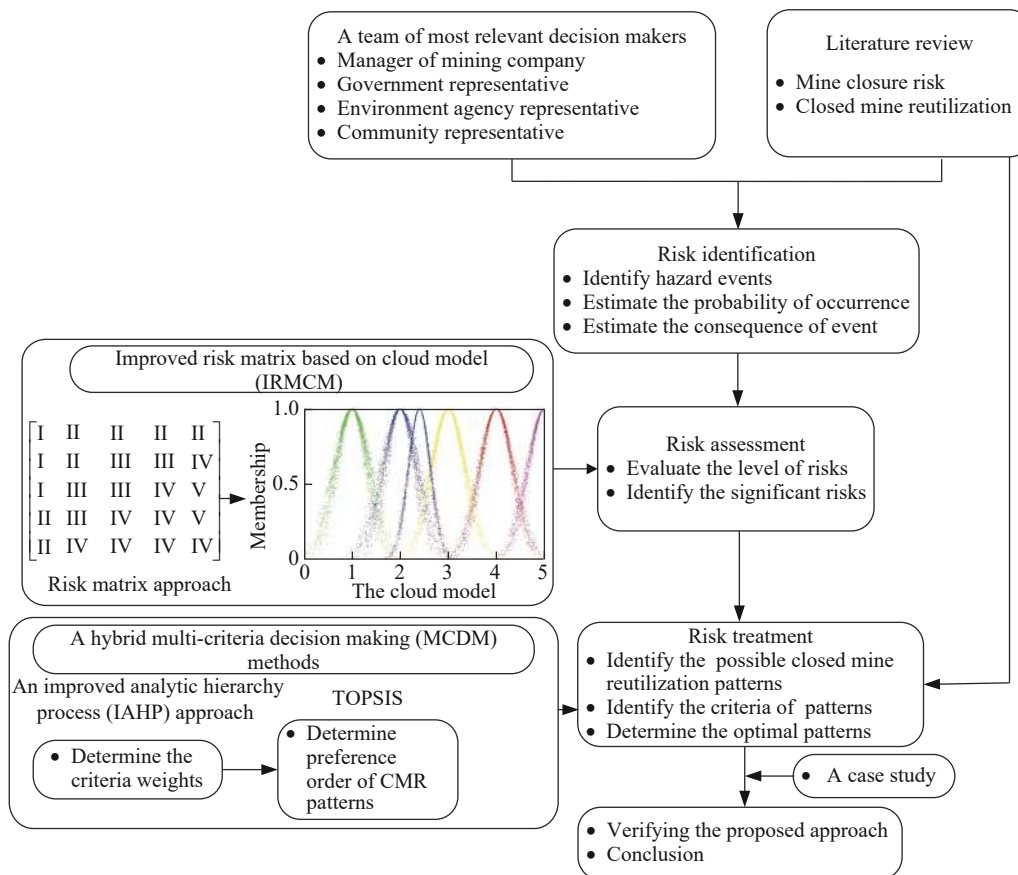 A team of most relevant decision makers
• Manager of mining company
• Government representative
• Environment agency representative
• Community representative
Literature review
• Mine closure risk
• Closed mine reutilization
Risk identification
• Identify hazard events
• Estimate the probability of occurrence
• Estimate the consequence of event
Improved risk matrix based on cloud model
(IRMCM)
I II II II II
I II III III IV
I III III IV V
II III IV IV V
II IV IV IV IV
Risk matrix approach
Membership
1.0
0.5
0
0 1 2 3 4 5
The cloud model
Risk assessment
• Evaluate the level of risks
• Identify the significant risks
A hybrid multi-criteria decision making (MCDM)
methods
An improved analytic hierarchy
process (IAHP) approach
• Determine the
criteria weights
TOPSIS
• Determine
preference
order of CMR
patterns
Risk treatment
• Identify the possible closed mine
reutilization patterns
• Identify the criteria of patterns
• Determine the optimal patterns
• A case study
• Verifying the proposed approach
• Conclusion